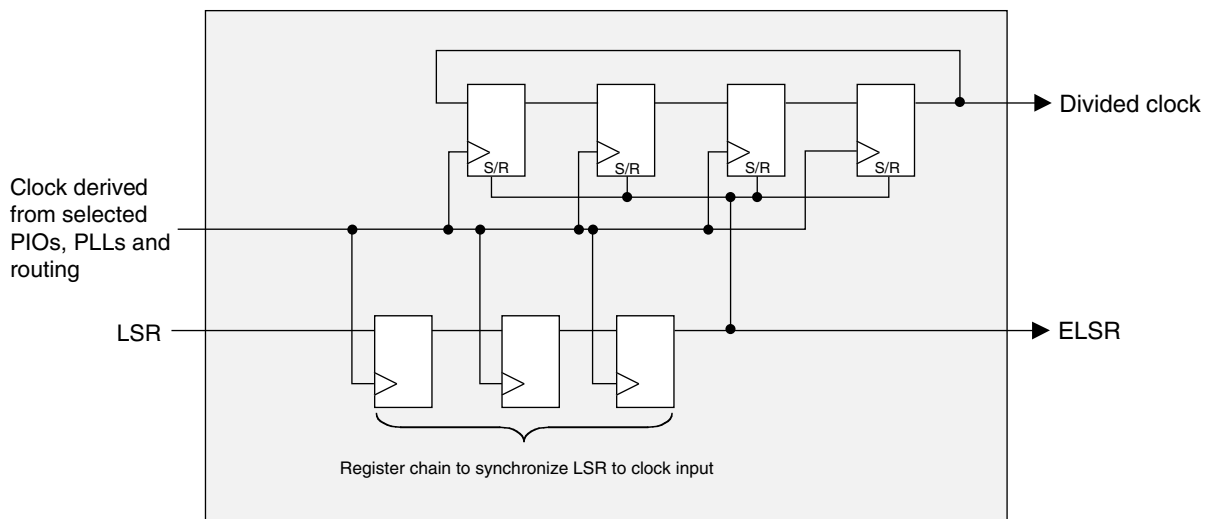 Divided clock
S/R S/R S/R S/R
Clock derived
from selected
PIOs, PLLs and
routing
LSR
ELSR
Register chain to synchronize LSR to clock input